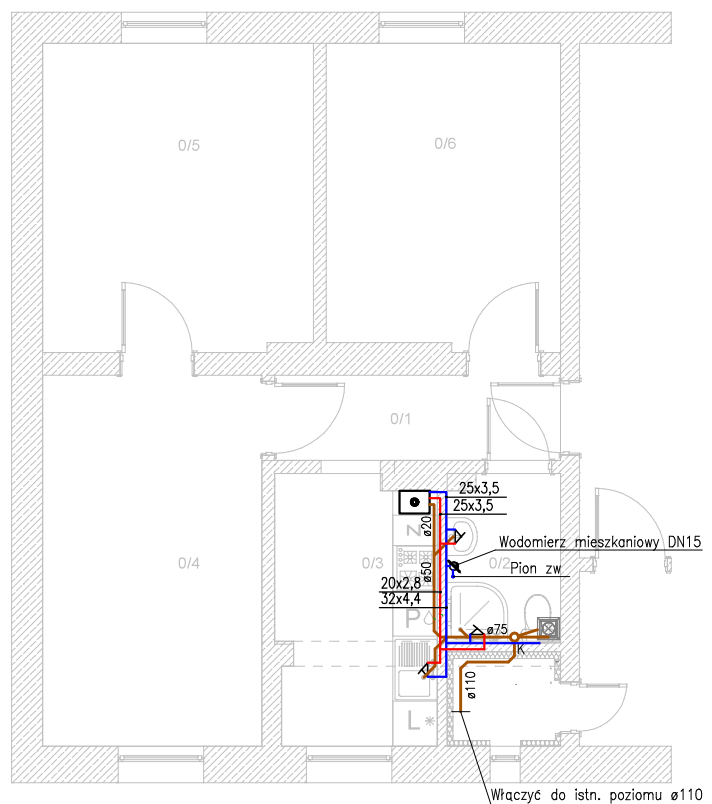 0/5
0/6
0/1
25x3,5
25x3,5
N
ø20
Wodomierz mieszkaniowy DN15
0/4
0/3
0/2
ø50
Pion zw
20x2,8
32x4,4
P
ø75
K
ø110
L*
Włączyć do istn. poziomu ø110